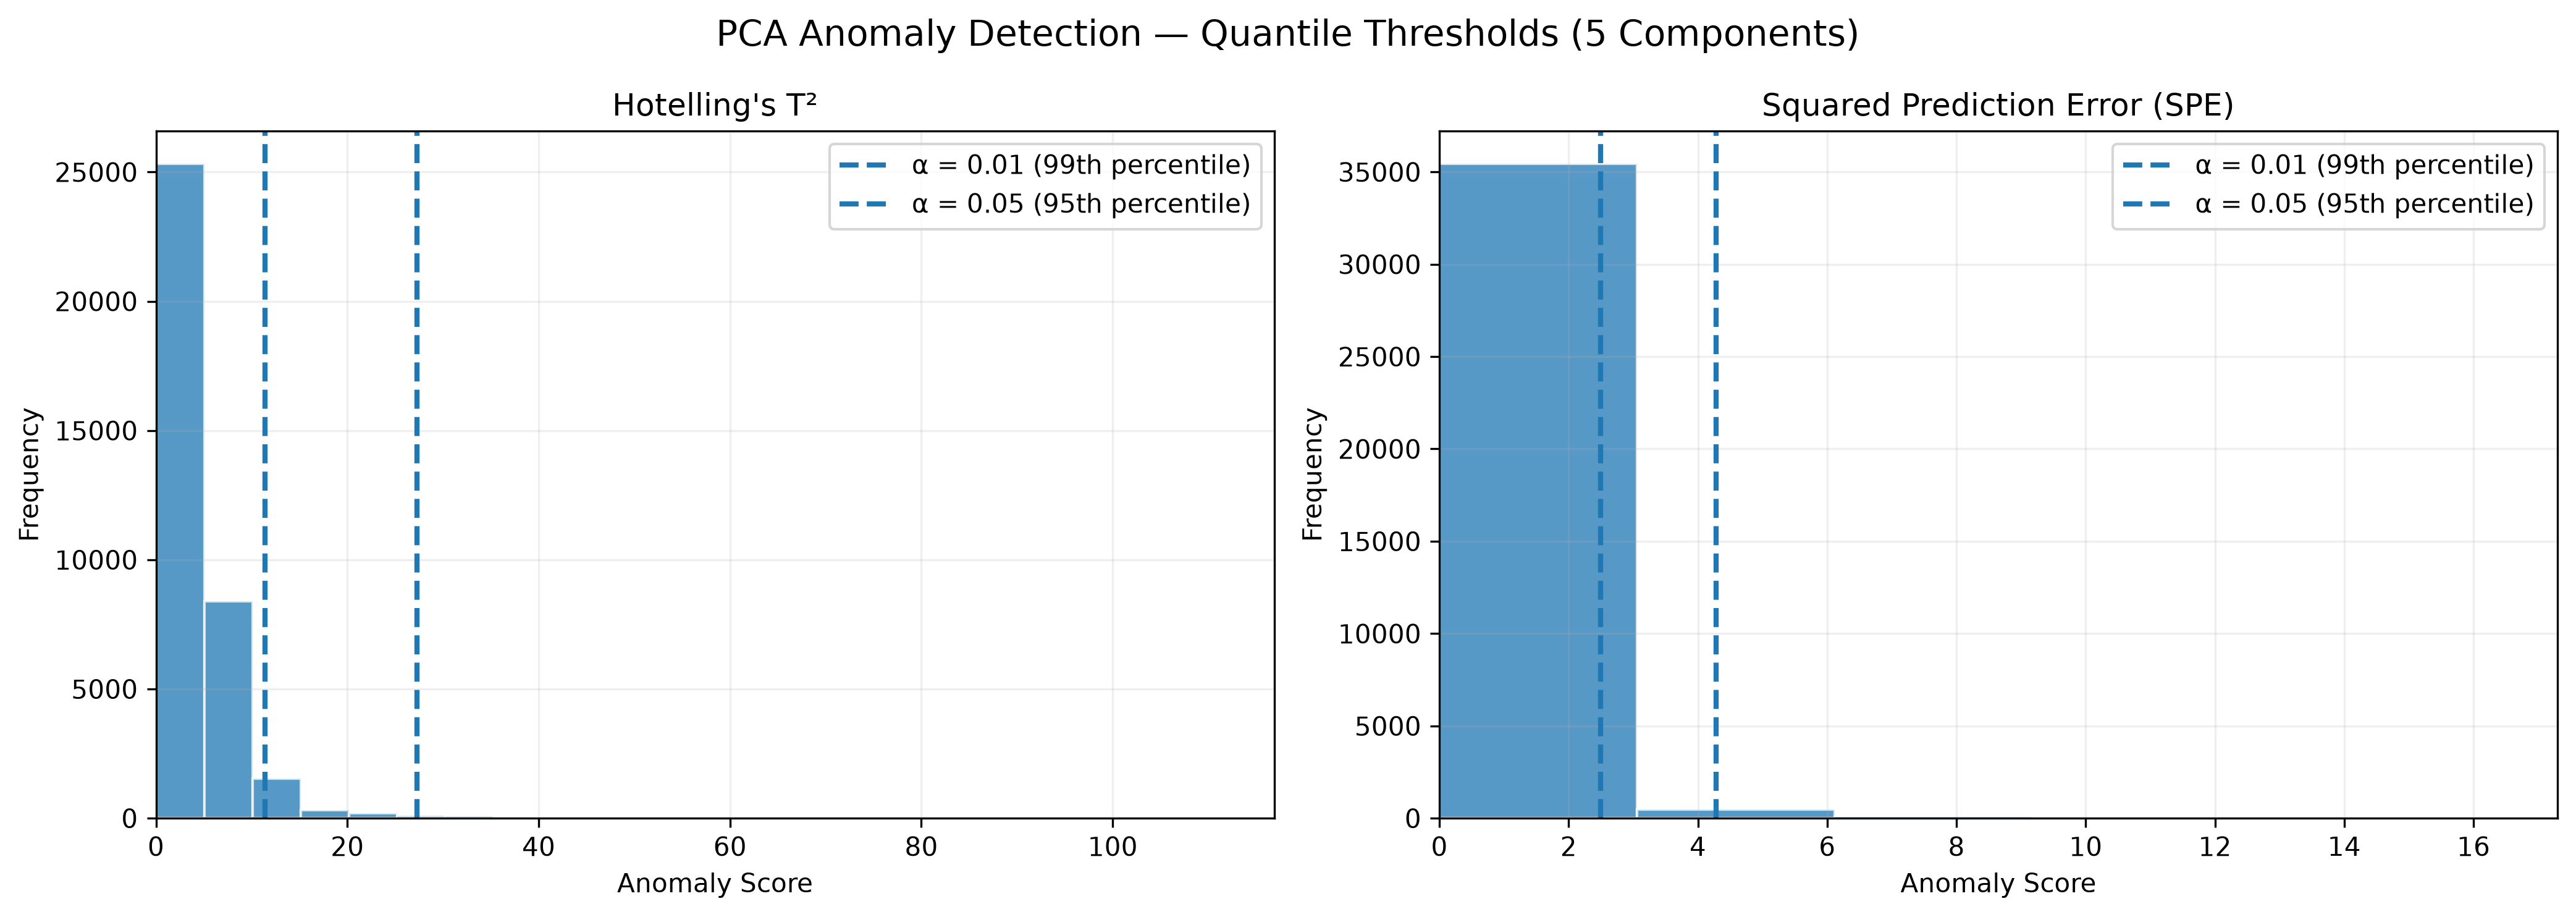 PCA Anomaly Detection — Quantile Thresholds (5 Components)
Hotelling's T²
α = 0.01 (99th percentile)
α = 0.05 (95th percentile)
Frequency
25000
20000
15000
10000
5000
0
0 20 40 60 80 100
Anomaly Score
Squared Prediction Error (SPE)
α = 0.01 (99th percentile)
α = 0.05 (95th percentile)
Frequency
35000
30000
25000
20000
15000
10000
5000
0
0 2 4 6 8 10 12 14 16
Anomaly Score